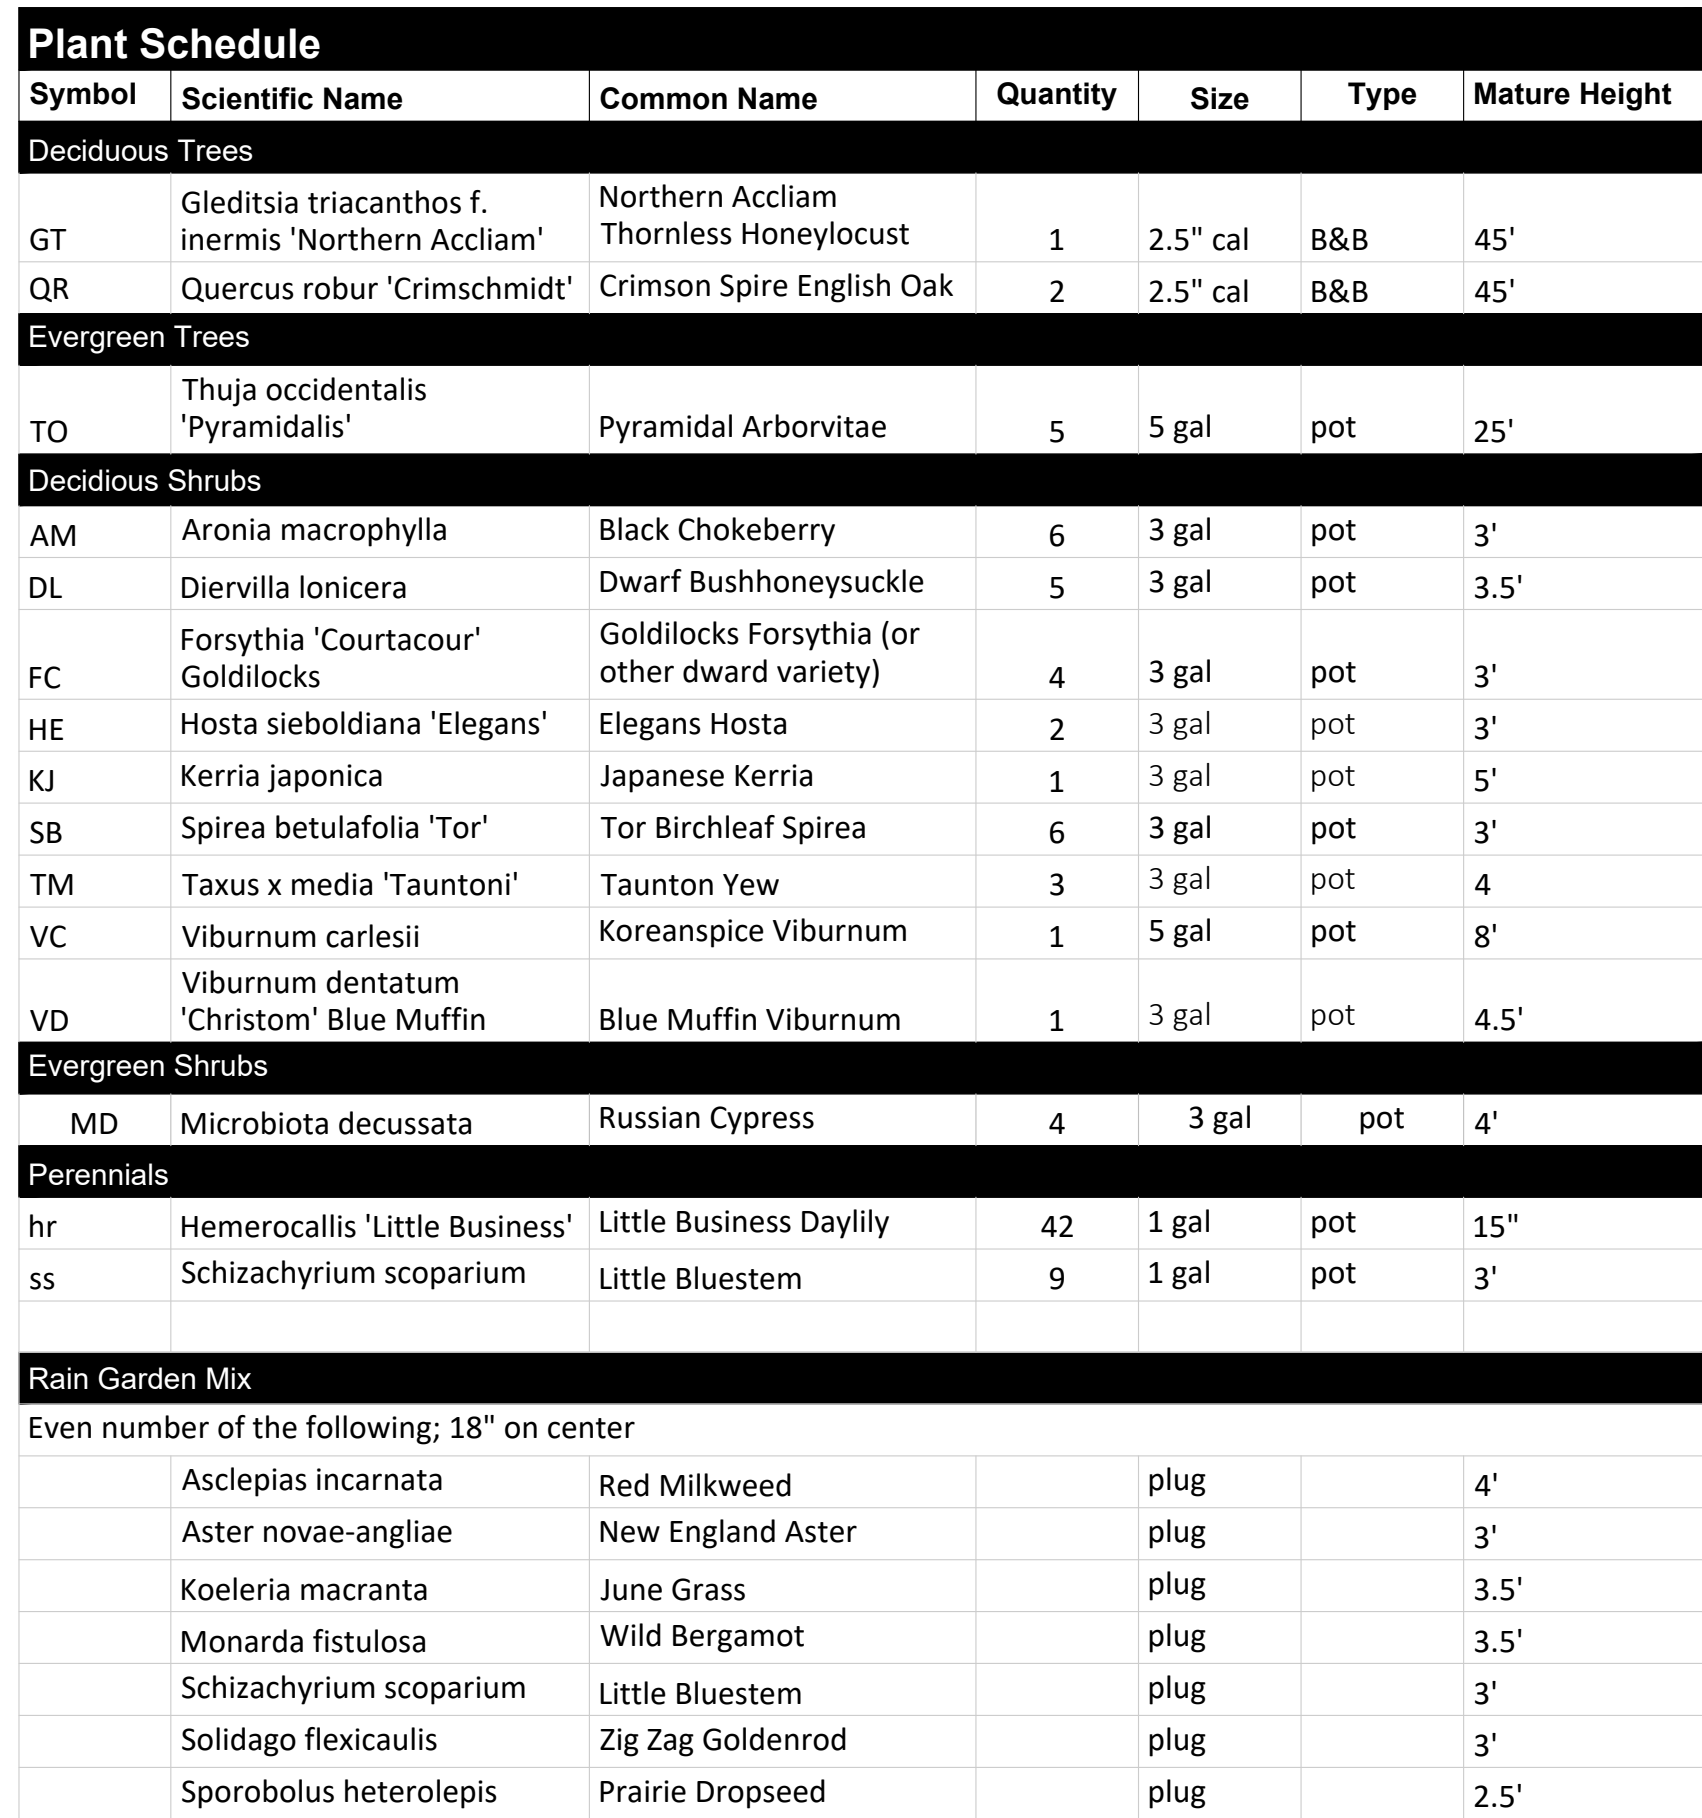 Plant Schedule
Symbol Scientific Name Common Name Quantity Size Type Mature Height
Deciduous Trees
GT Gleditsia triacanthos f. inermis 'Northern Accliam' Northern Accliam Thornless Honeylocust 1 2.5" cal B&B 45'
QR Quercus robur 'Crimschmidt' Crimson Spire English Oak 2 2.5" cal B&B 45'
Evergreen Trees
TO Thuja occidentalis 'Pyramidalis' Pyramidal Arborvitae 5 5 gal pot 25'
Decidious Shrubs
AM Aronia macrophylla Black Chokeberry 6 3 gal pot 3'
DL Diervilla lonicera Dwarf Bushhoneysuckle 5 3 gal pot 3.5'
FC Forsythia 'Courtacour' Goldilocks Goldilocks Forsythia (or other dward variety) 4 3 gal pot 3'
HE Hosta sieboldiana 'Elegans' Elegans Hosta 2 3 gal pot 3'
KJ Kerria japonica Japanese Kerria 1 3 gal pot 5'
SB Spirea betulafolia 'Tor' Tor Birchleaf Spirea 6 3 gal pot 3'
TM Taxus x media 'Tauntoni' Taunton Yew 3 3 gal pot 4
VC Viburnum carlesii Koreanspice Viburnum 1 5 gal pot 8'
VD Viburnum dentatum 'Christom' Blue Muffin Blue Muffin Viburnum 1 3 gal pot 4.5'
Evergreen Shrubs
MD Microbiota decussata Russian Cypress 4 3 gal pot 4'
Perennials
hr Hemerocallis 'Little Business' Little Business Daylily 42 1 gal pot 15"
ss Schizachyrium scoparium Little Bluestem 9 1 gal pot 3'
Rain Garden Mix
Even number of the following; 18" on center
Asclepias incarnata Red Milkweed plug 4'
Aster novae-angliae New England Aster plug 3'
Koeleria macranta June Grass plug 3.5'
Monarda fistulosa Wild Bergamot plug 3.5'
Schizachyrium scoparium Little Bluestem plug 3'
Solidago flexicaulis Zig Zag Goldenrod plug 3'
Sporobolus heterolepis Prairie Dropseed plug 2.5'